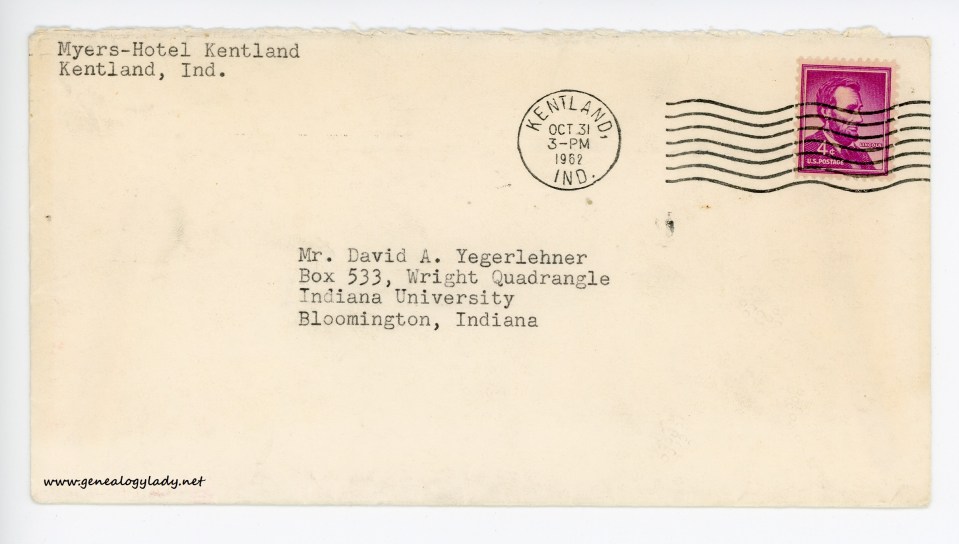 Myers-Hotel Kentland
Kentland, Ind.
KENTLAND,
OCT 31
3-PM
1962
IND.
4¢
U.S. POSTAGE
Mr. David A. Yegerlehner
Box 533, Wright Quadrangle
Indiana University
Bloomington, Indiana
www.genealogylady.net